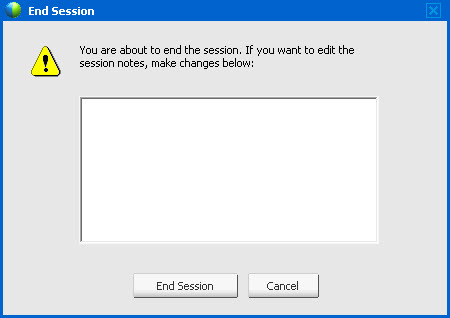 End Session
You are about to end the session. If you want to edit the
session notes, make changes below:
End Session
Cancel